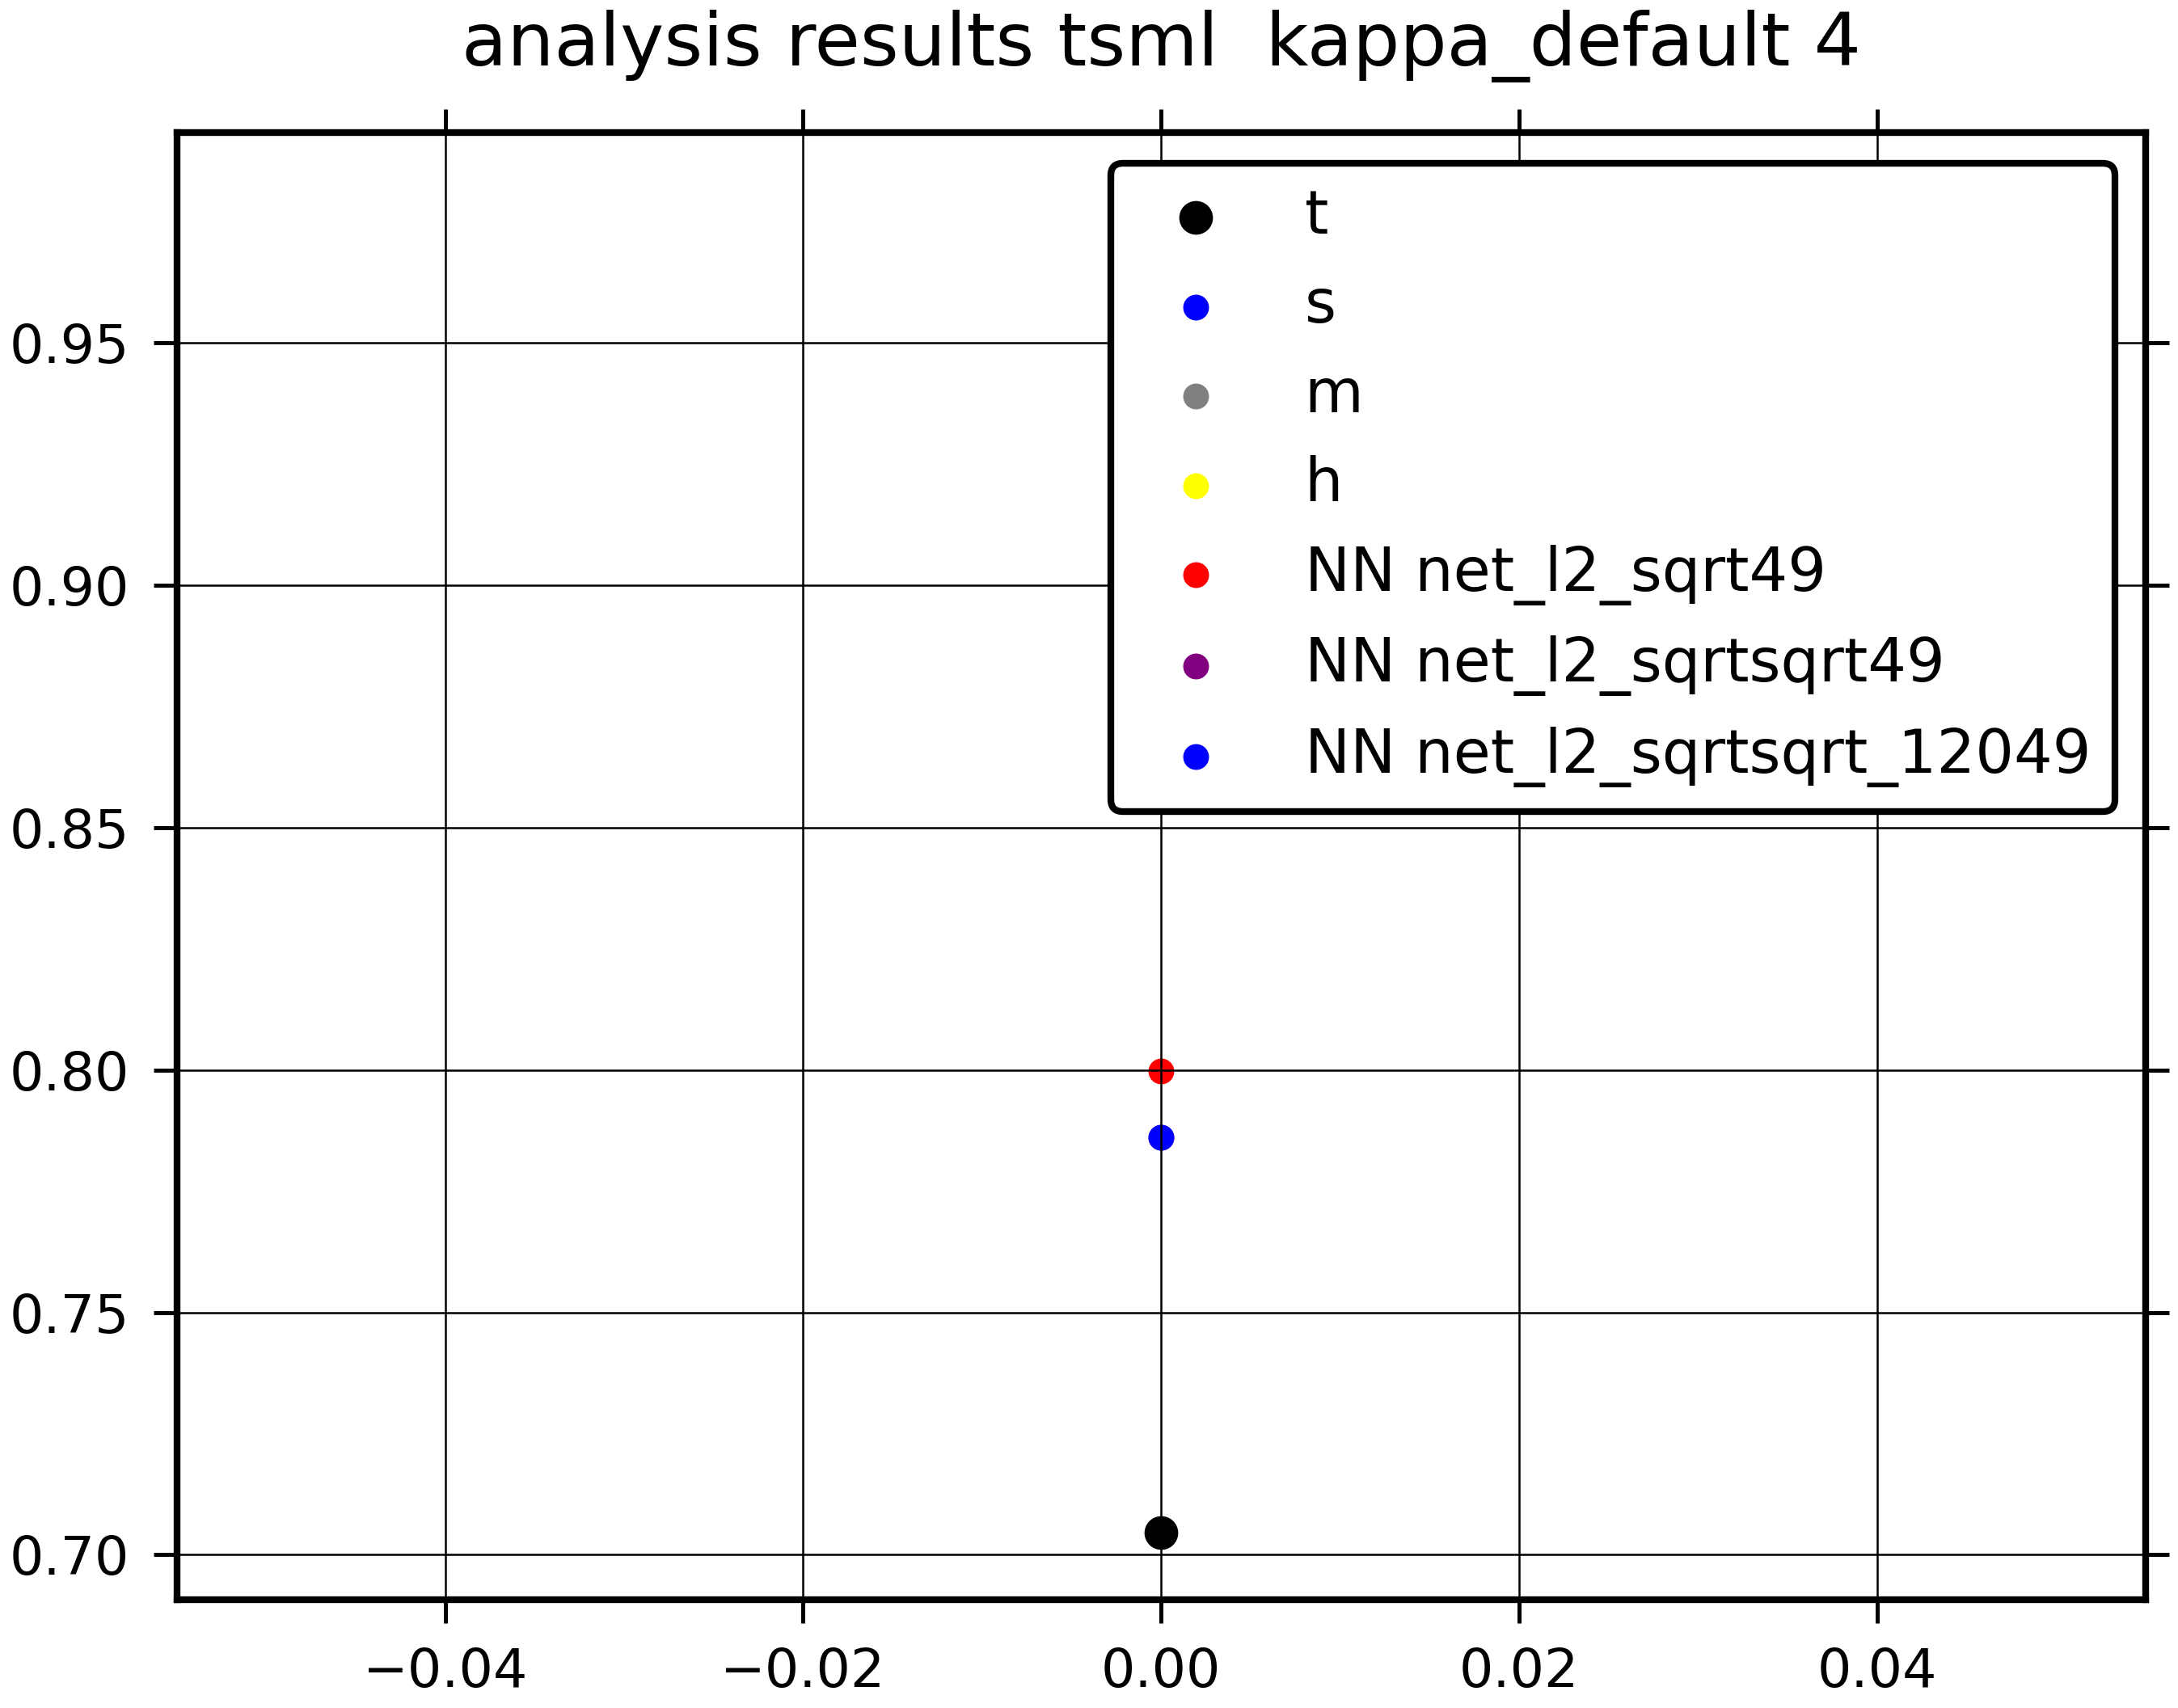 analysis results tsml  kappa_default 4
t
s
m
h
NN net_l2_sqrt49
NN net_l2_sqrtsqrt49
NN net_l2_sqrtsqrt_12049
0.95
0.90
0.85
0.80
0.75
0.70
−0.04 −0.02 0.00 0.02 0.04